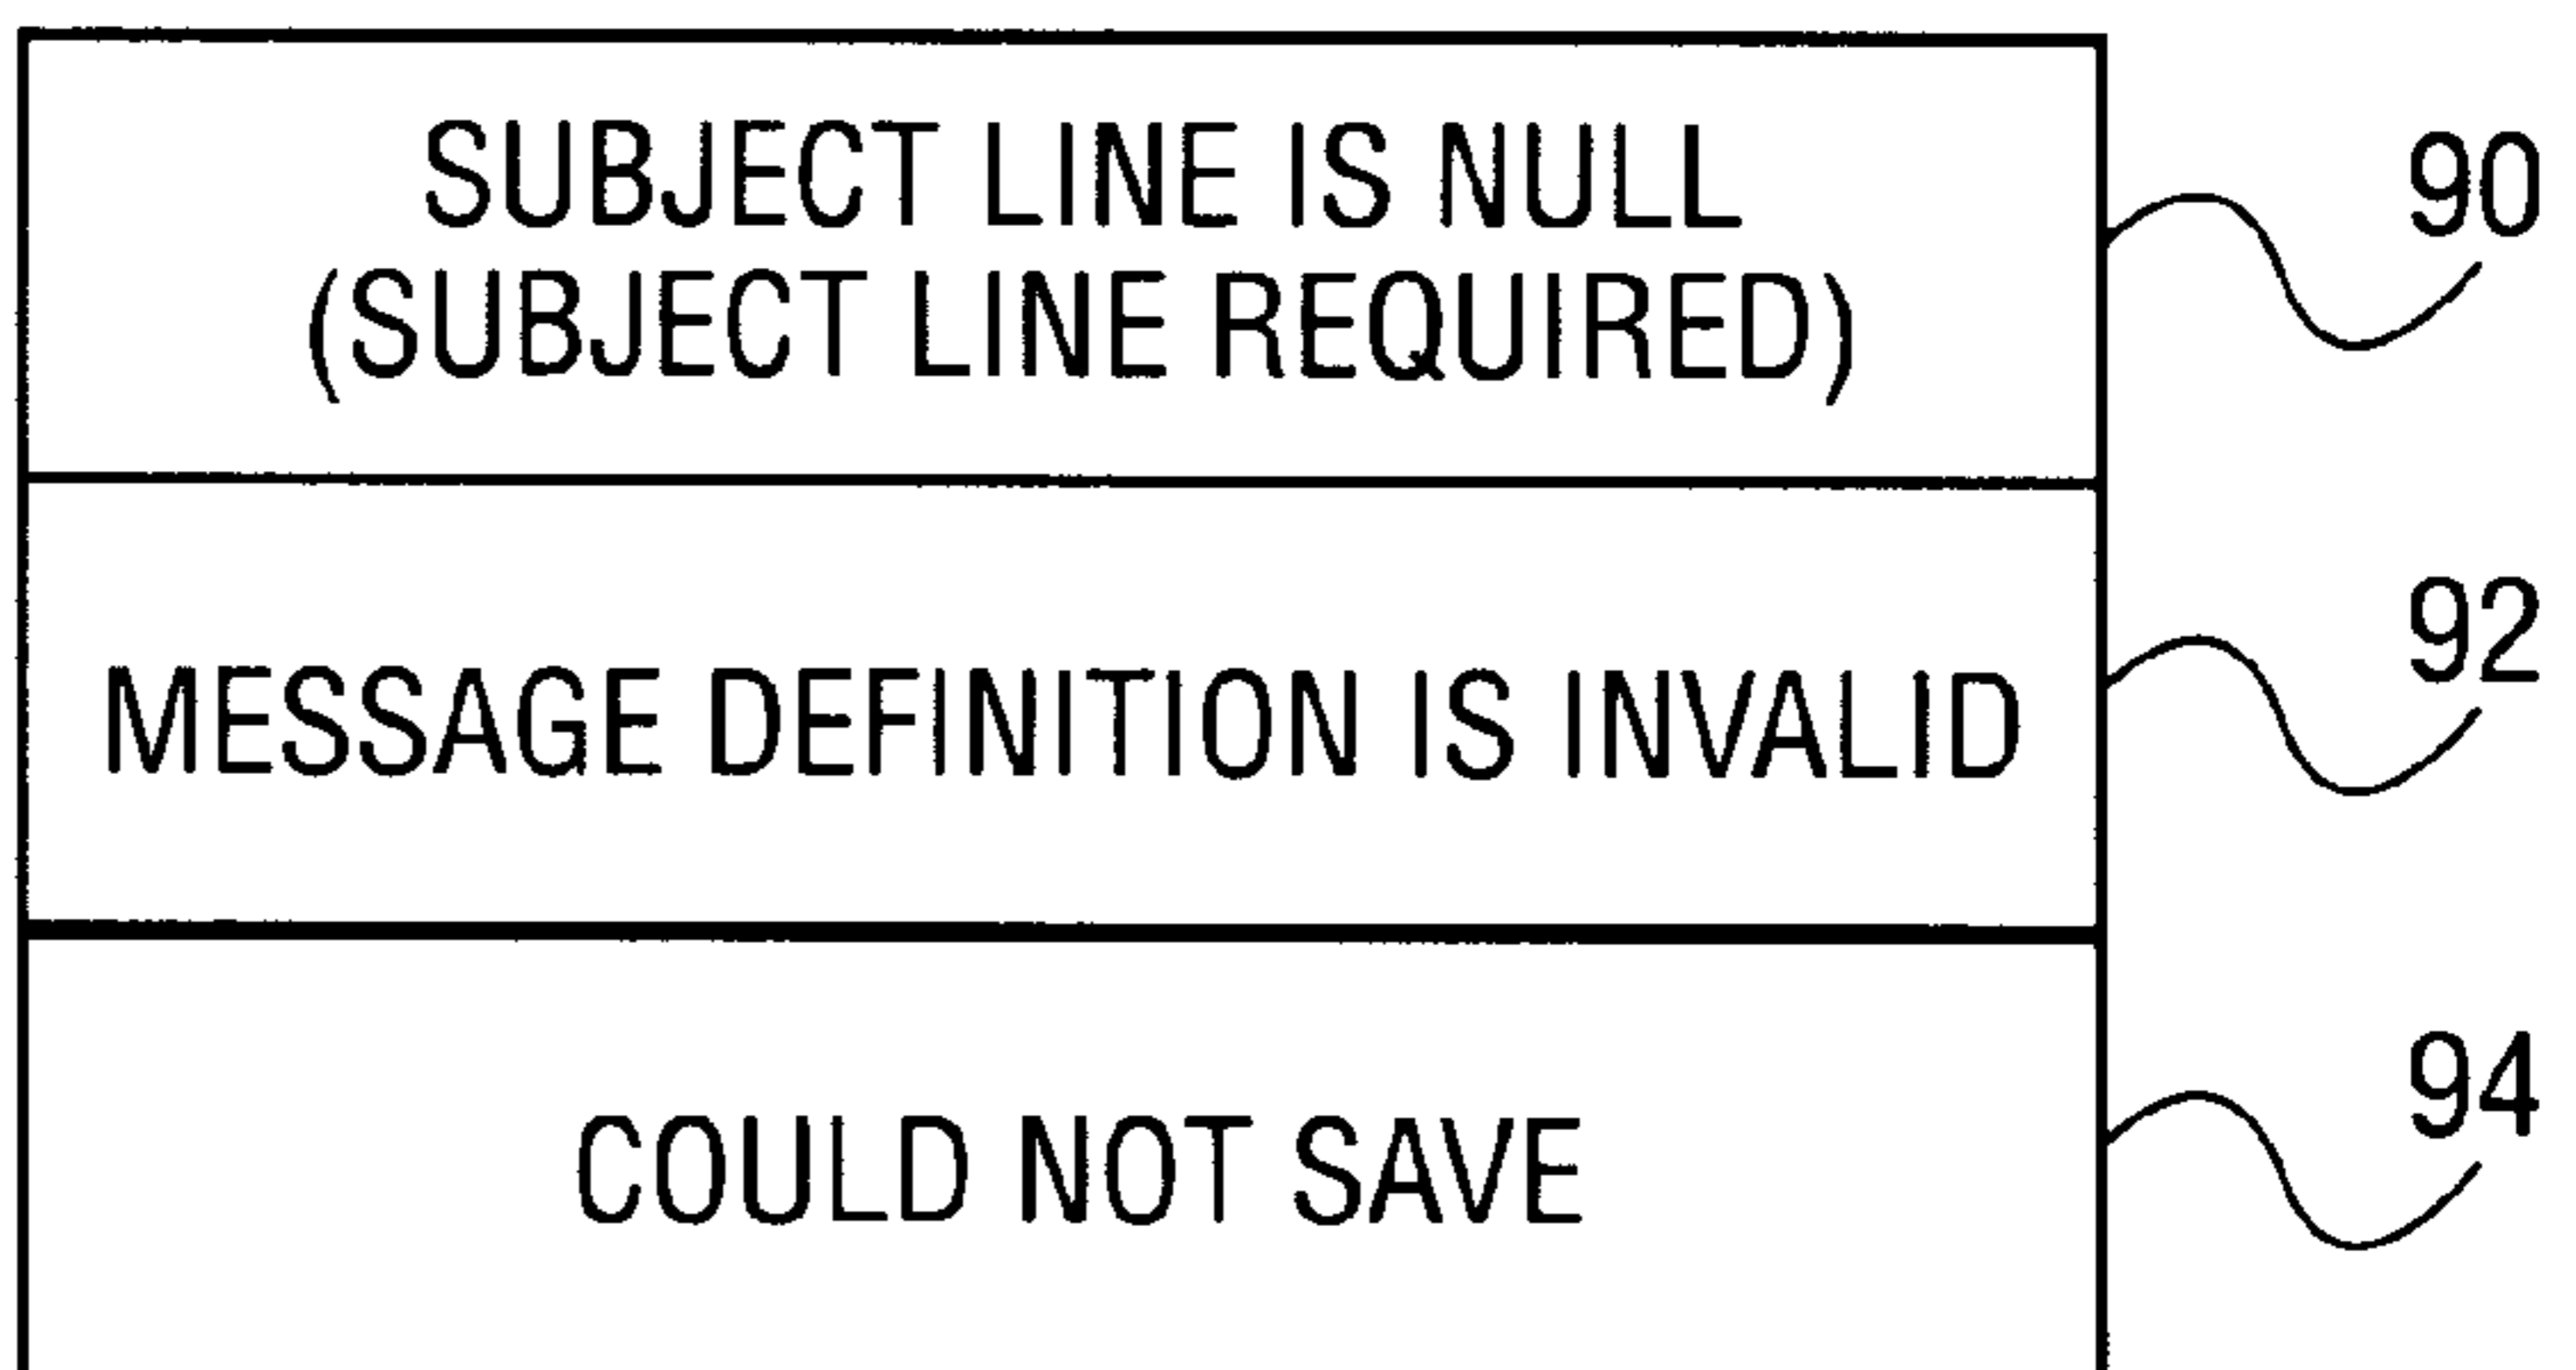 SUBJECT LINE IS NULL
(SUBJECT LINE REQUIRED)
90
MESSAGE DEFINITION IS INVALID
92
COULD NOT SAVE
94